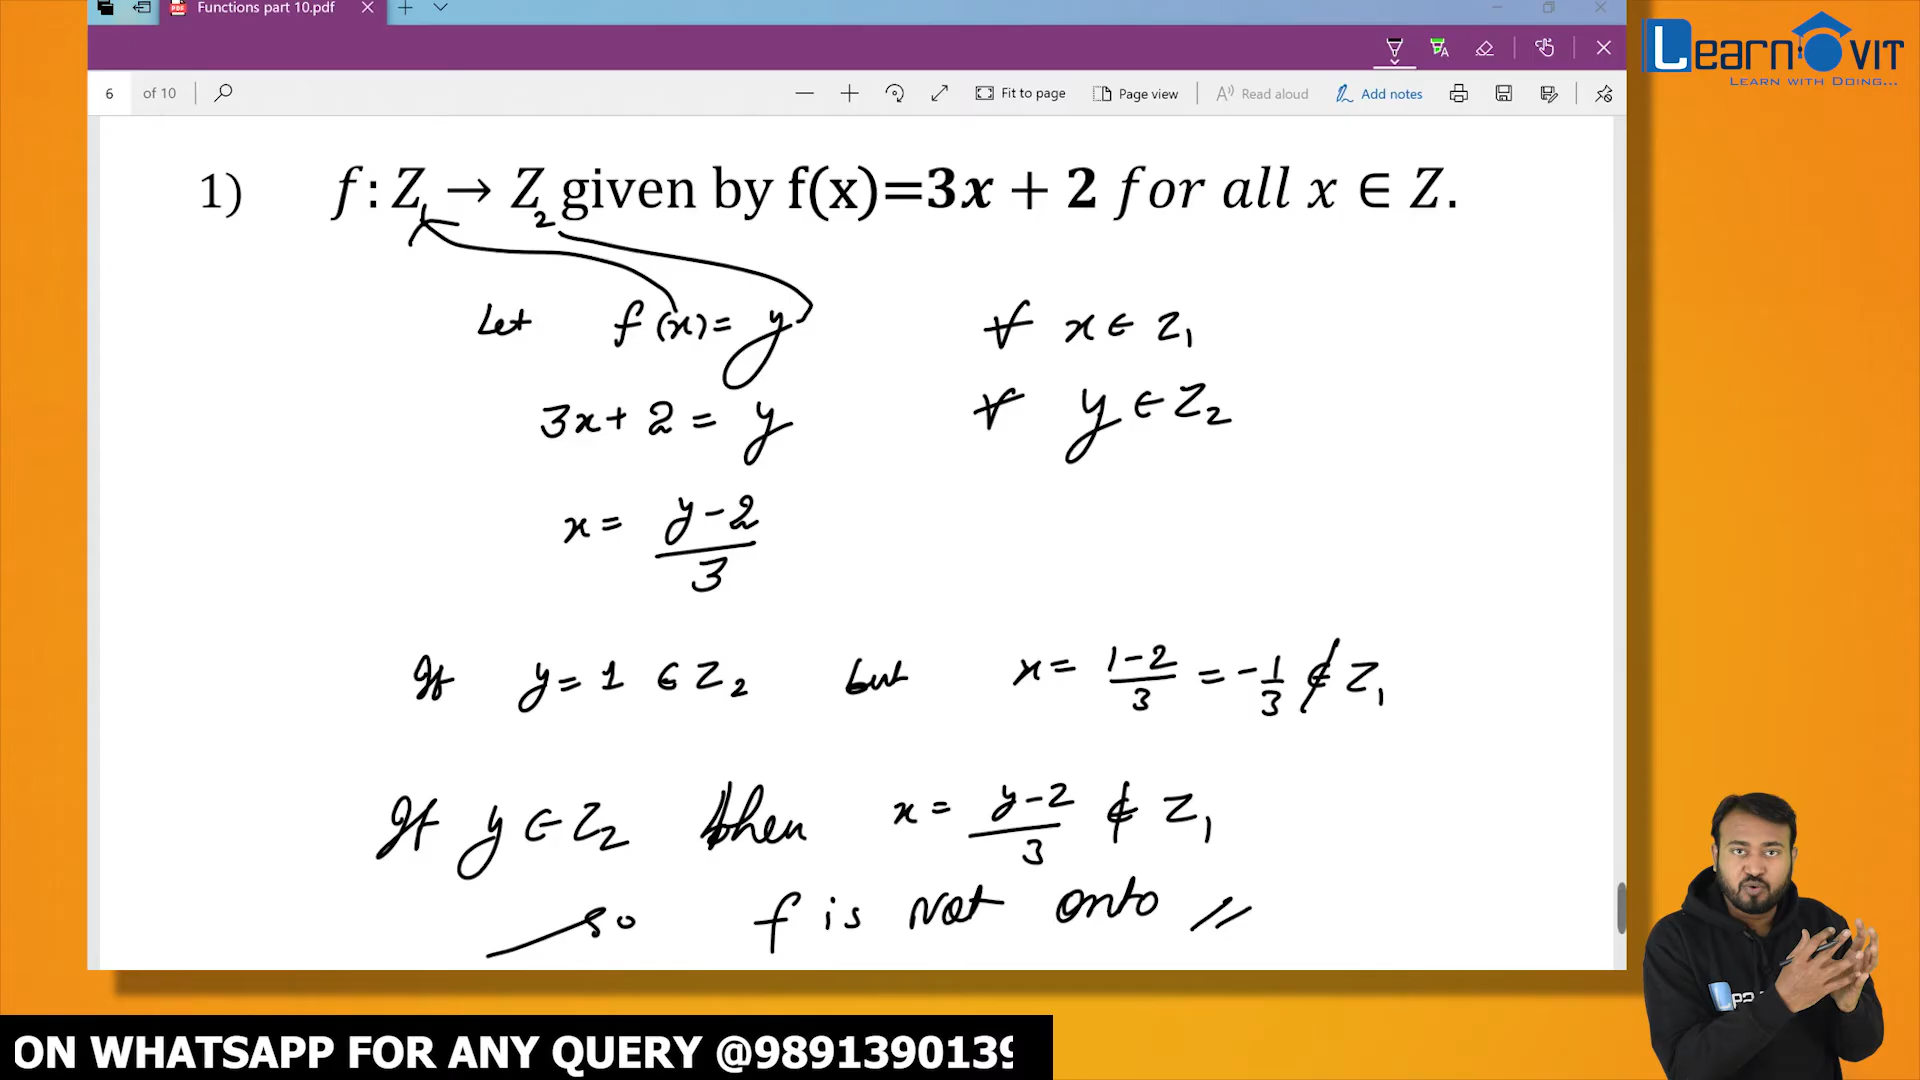 Functions part 10.pdf
LearnOVIT
Learn with Doing...
6 of 10 Fit to page Page view Read aloud Add notes
1) f: Z₁ → Z₂ given by f(x)=3x + 2 for all x ∈ Z.
Let f(x) = y ∀ x ∈ Z₁
3x + 2 = y ∀ y ∈ Z₂
x = (y-2)/3
If y = 1 ∈ Z₂ but x = (1-2)/3 = -1/3 ∉ Z₁
If y ∈ Z₂ then x = (y-2)/3 ∉ Z₁
so f is not onto //
ON WHATSAPP FOR ANY QUERY @9891390139